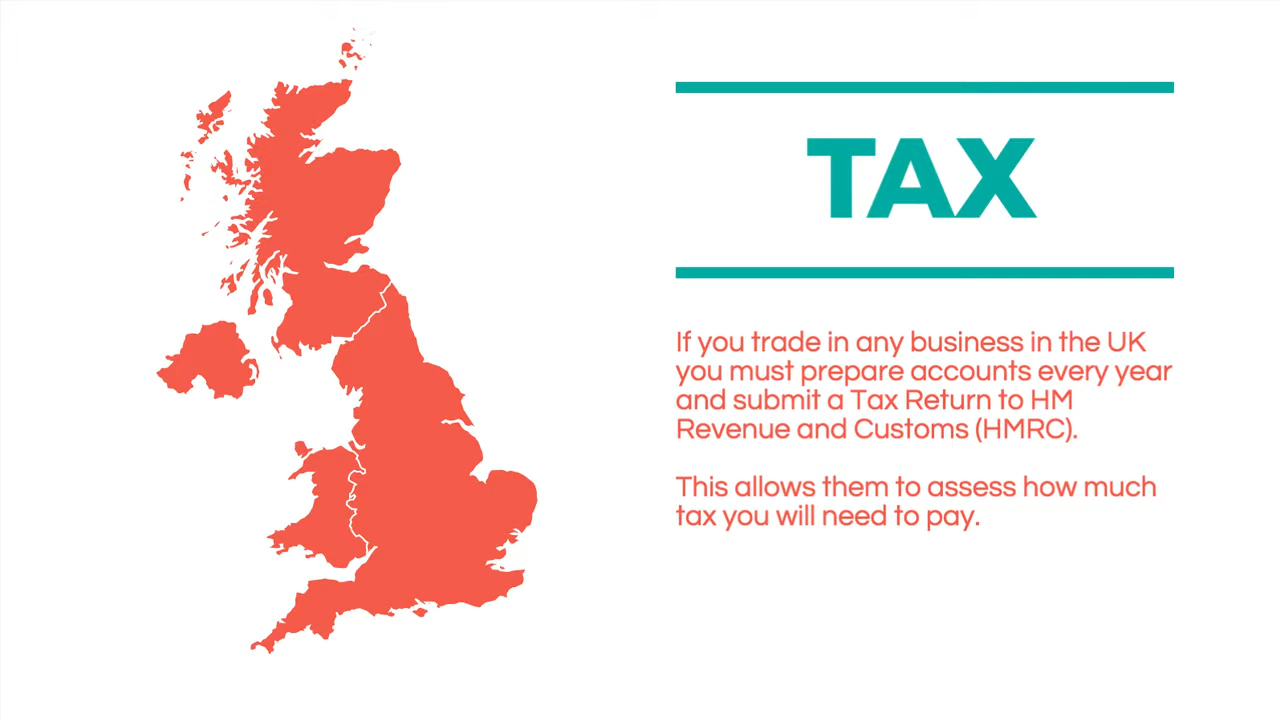 TAX
If you trade in any business in the UK
you must prepare accounts every year
and submit a Tax Return to HM
Revenue and Customs (HMRC).
This allows them to assess how much
tax you will need to pay.